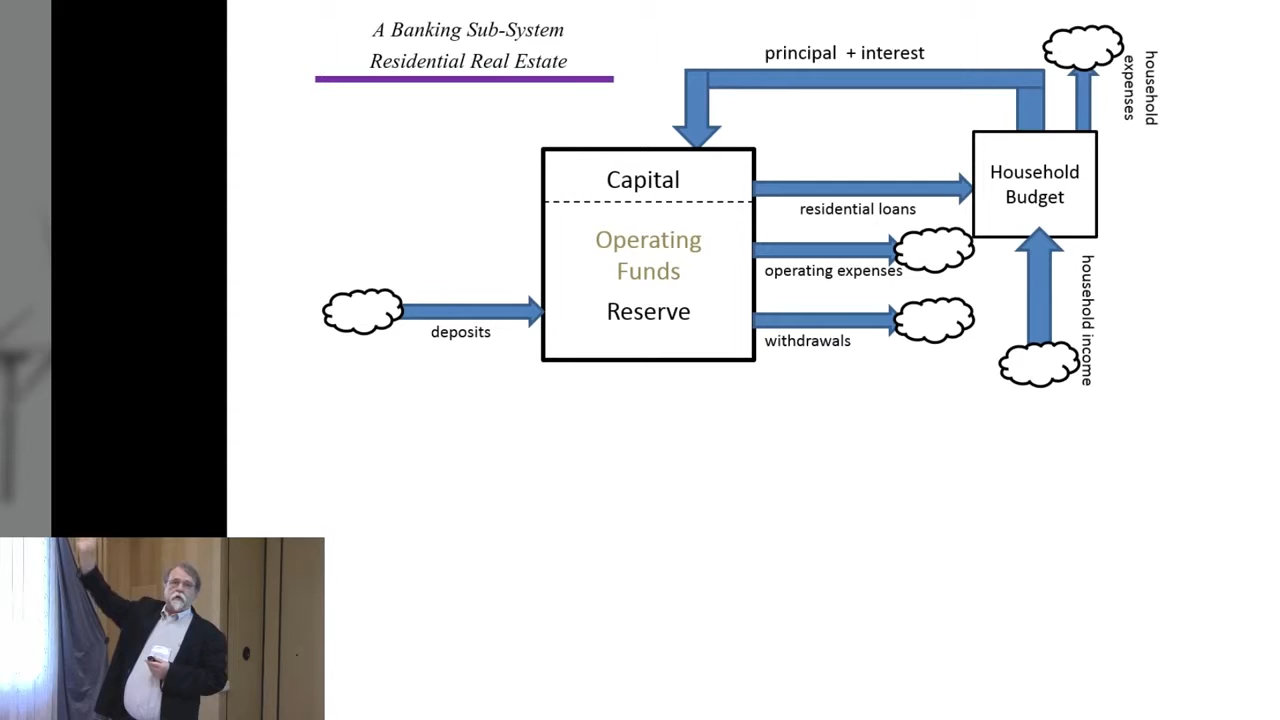 A Banking Sub-System
Residential Real Estate
principal + interest
household
expenses
Capital
Household
Budget
residential loans
Operating
Funds
operating expenses
Reserve
deposits
withdrawals
household income